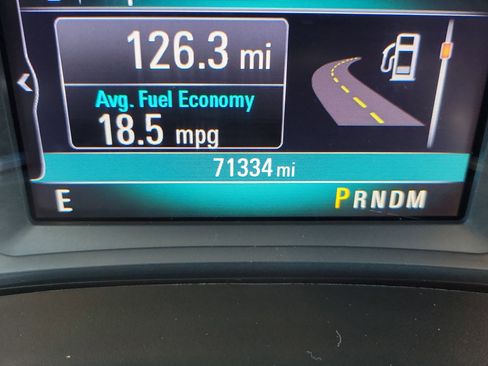 126.3 mi
Avg. Fuel Economy
18.5 mpg
71334 mi
E PRNDM